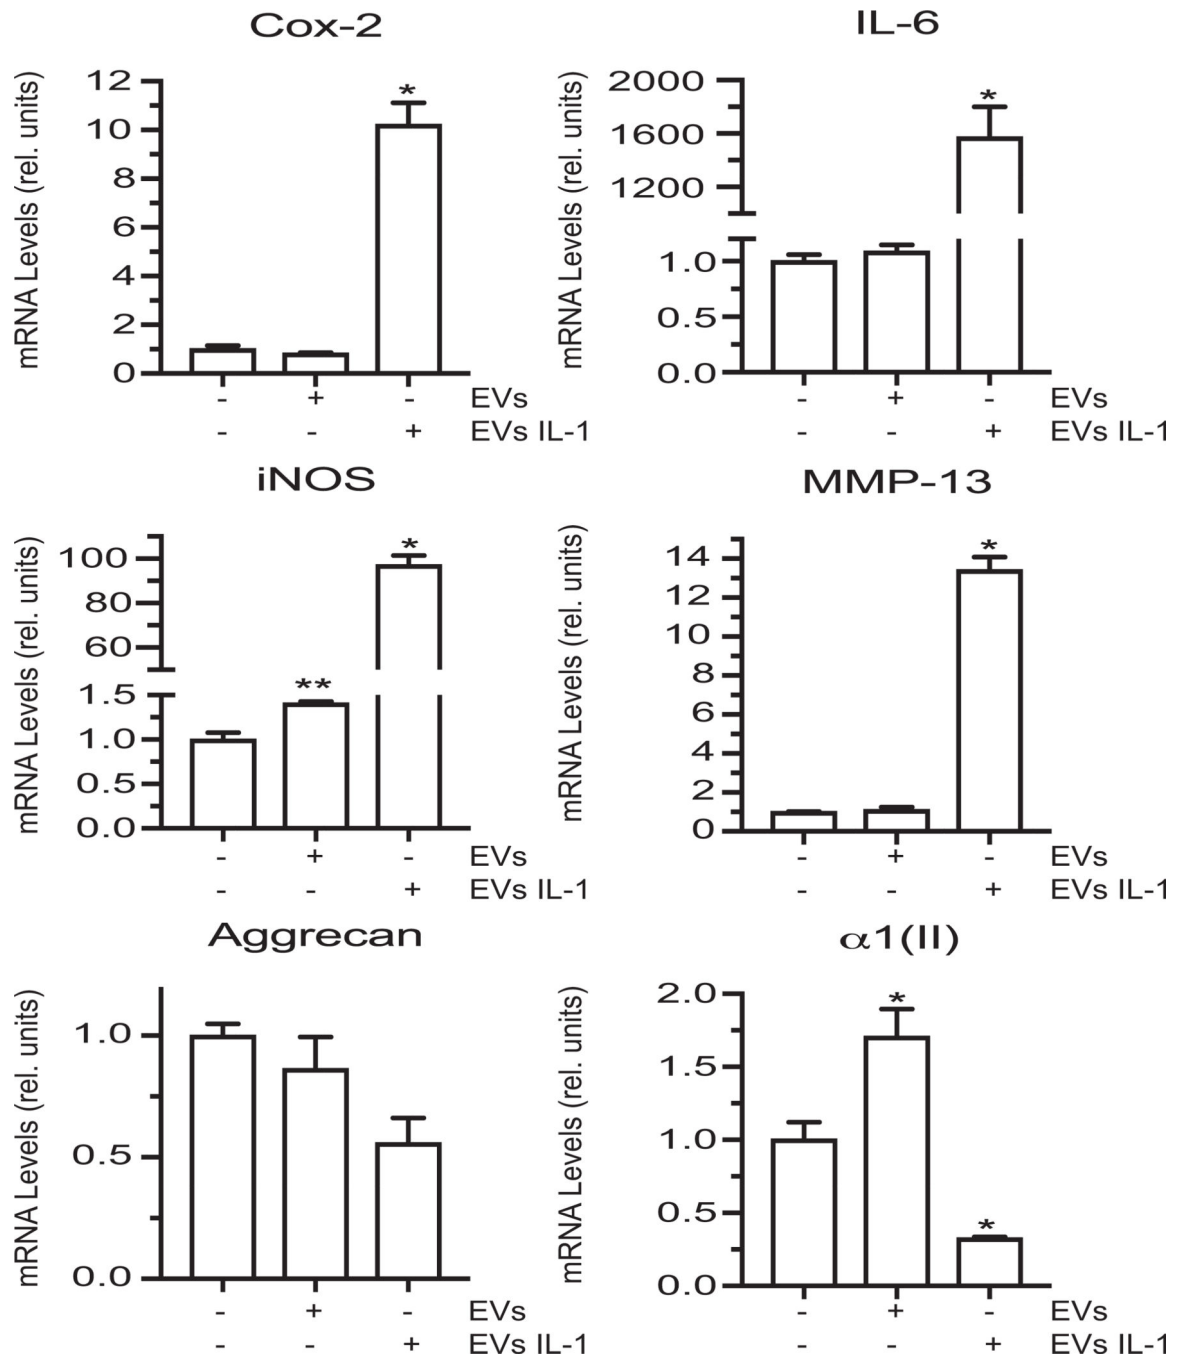 Cox-2
mRNA Levels (rel. units)
12
10
8
6
4
2
0
*
- + - EVs
- - + EVs IL-1
IL-6
mRNA Levels (rel. units)
2000
1600
1200
1.0
0.5
0.0
*
- + - EVs
- - + EVs IL-1
iNOS
mRNA Levels (rel. units)
100
80
60
1.5
1.0
0.5
0.0
**
*
- + - EVs
- - + EVs IL-1
MMP-13
mRNA Levels (rel. units)
14
12
10
8
6
4
2
0
*
- + - EVs
- - + EVs IL-1
Aggrecan
mRNA Levels (rel. units)
1.0
0.5
0.0
- + - EVs
- - + EVs IL-1
α1(II)
mRNA Levels (rel. units)
2.0
1.5
1.0
0.5
0.0
*
*
- + - EVs
- - + EVs IL-1